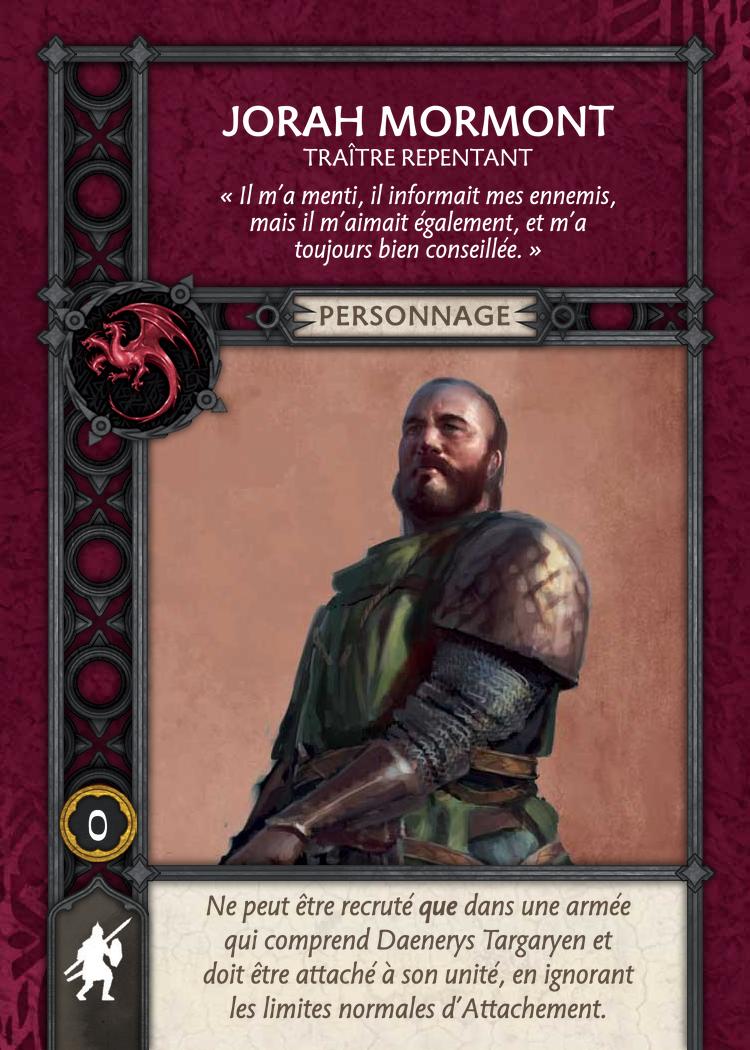 JORAH MORMONT
TRAÎTRE REPENTANT
« Il m'a menti, il informait mes ennemis,
mais il m'aimait également, et m'a
toujours bien conseillée. »
PERSONNAGE
0
Ne peut être recruté que dans une armée
qui comprend Daenerys Targaryen et
doit être attaché à son unité, en ignorant
les limites normales d'Attachement.